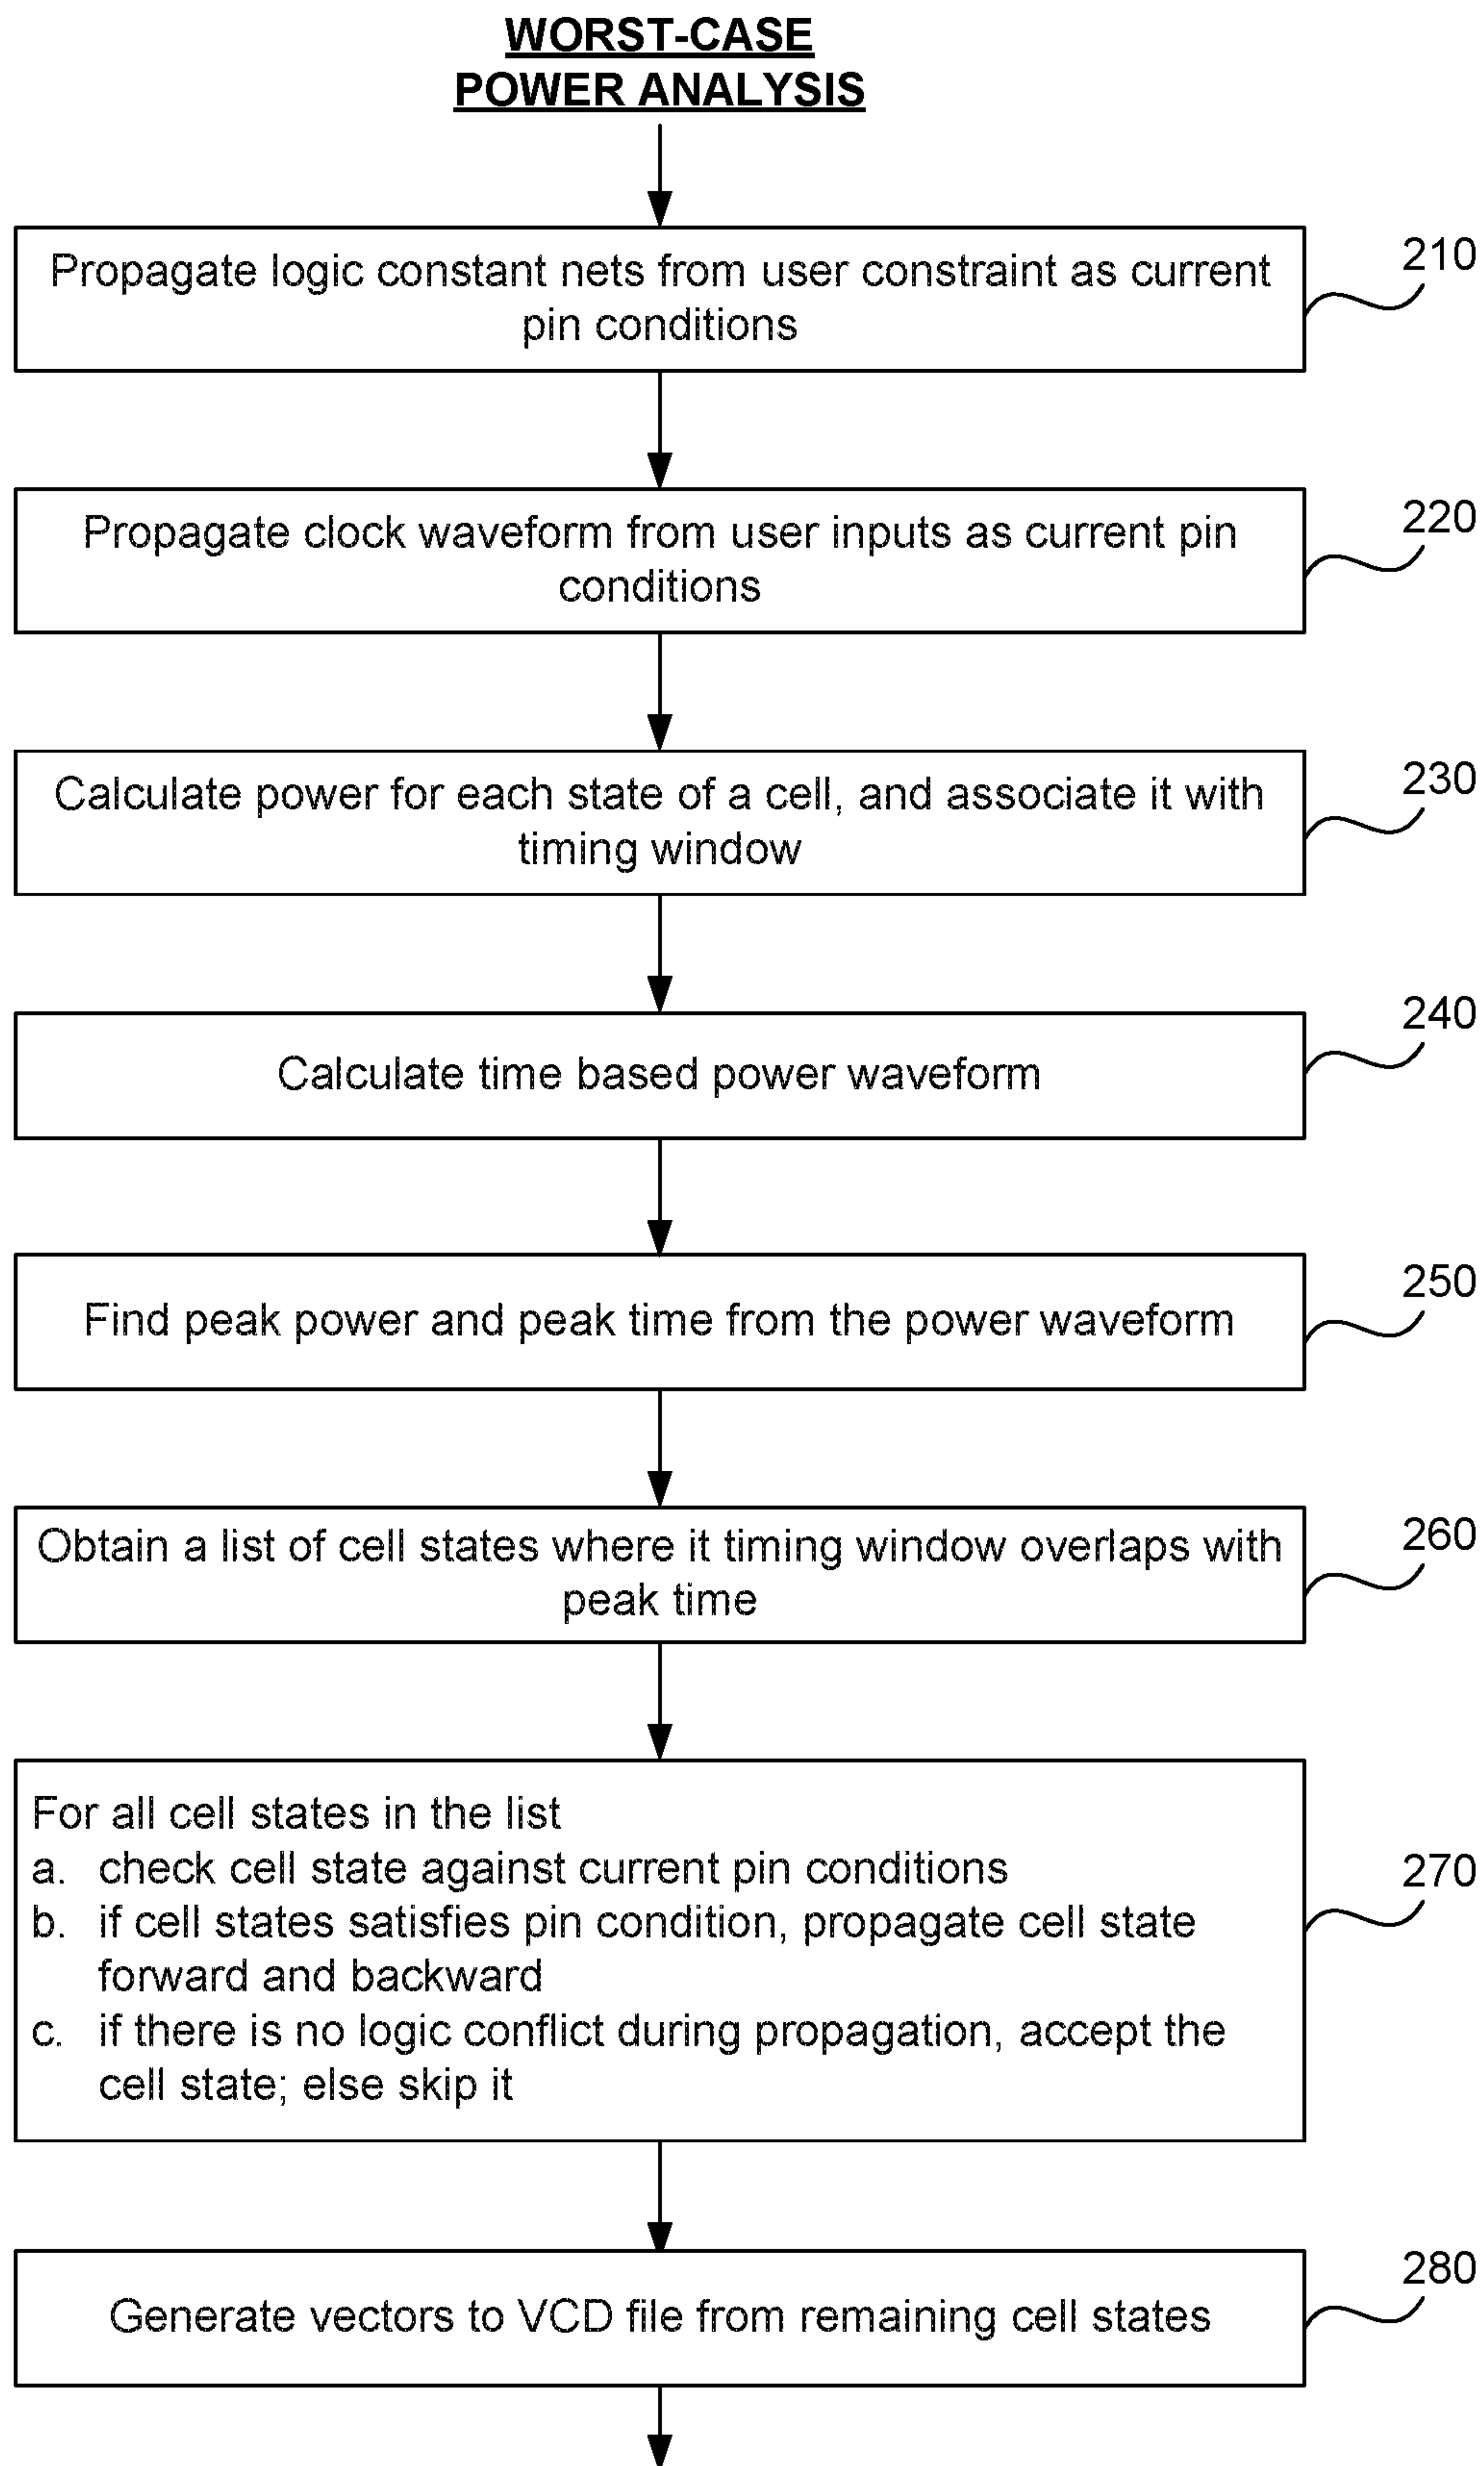 WORST-CASE
POWER ANALYSIS
Propagate logic constant nets from user constraint as current
pin conditions
210
Propagate clock waveform from user inputs as current pin
conditions
220
Calculate power for each state of a cell, and associate it with
timing window
230
Calculate time based power waveform
240
Find peak power and peak time from the power waveform
250
Obtain a list of cell states where it timing window overlaps with
peak time
260
For all cell states in the list
a. check cell state against current pin conditions
b. if cell states satisfies pin condition, propagate cell state
forward and backward
c. if there is no logic conflict during propagation, accept the
cell state; else skip it
270
Generate vectors to VCD file from remaining cell states
280